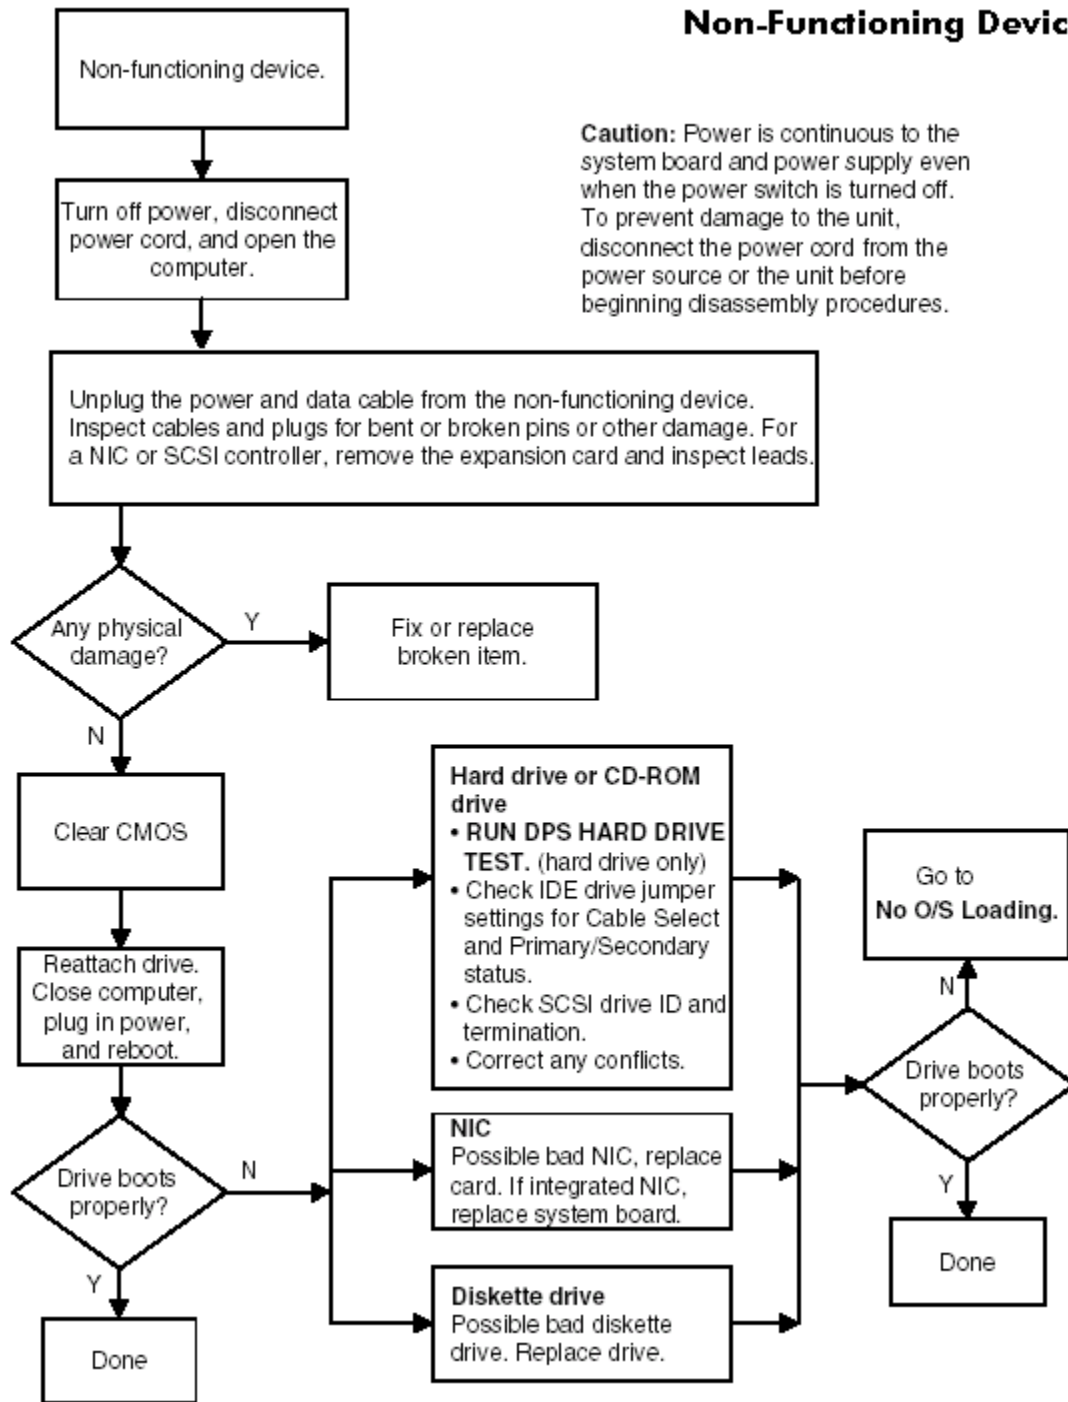 Non-Functioning Devic
Non-functioning device.
Caution: Power is continuous to the
system board and power supply even
when the power switch is turned off.
To prevent damage to the unit,
disconnect the power cord from the
power source or the unit before
beginning disassembly procedures.
Turn off power, disconnect
power cord, and open the
computer.
Unplug the power and data cable from the non-functioning device.
Inspect cables and plugs for bent or broken pins or other damage. For
a NIC or SCSI controller, remove the expansion card and inspect leads.
Any physical
damage?
Y
Fix or replace
broken item.
N
Clear CMOS
Reattach drive.
Close computer,
plug in power,
and reboot.
Drive boots
properly?
N
Y
Done
Hard drive or CD-ROM
drive
• RUN DPS HARD DRIVE
TEST. (hard drive only)
• Check IDE drive jumper
settings for Cable Select
and Primary/Secondary
status.
• Check SCSI drive ID and
termination.
• Correct any conflicts.
NIC
Possible bad NIC, replace
card. If integrated NIC,
replace system board.
Diskette drive
Possible bad diskette
drive. Replace drive.
Go to
No O/S Loading.
N
Drive boots
properly?
Y
Done